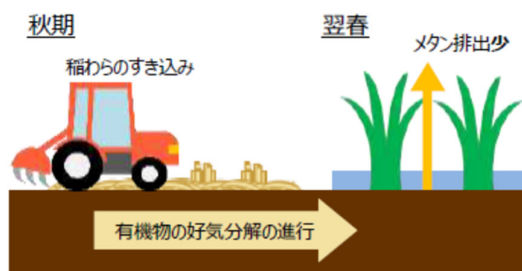 秋期
翌春
稲わらのすき込み
メタン排出少
有機物の好気分解の進行